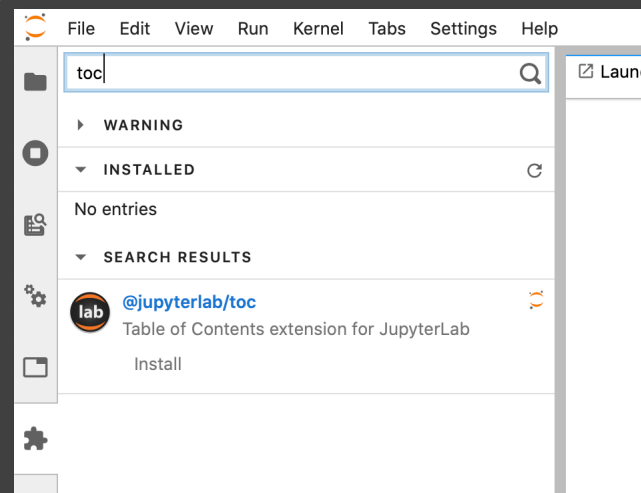 File Edit View Run Kernel Tabs Settings Help
toc
Laun
WARNING
INSTALLED
No entries
SEARCH RESULTS
lab
@jupyterlab/toc
Table of Contents extension for JupyterLab
Install